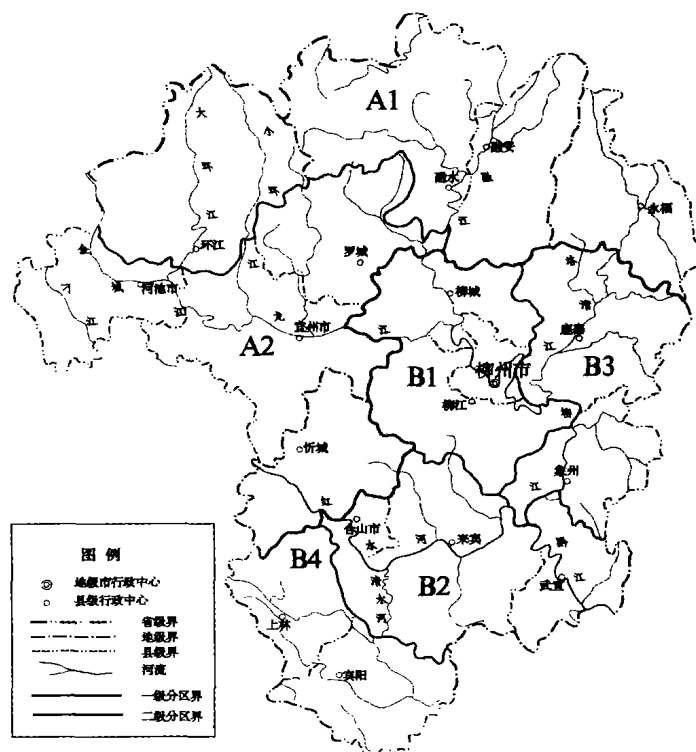 A1
大
环
江
小
环
江
融安
融水
融
江
永福
环江
罗城
金
城
江
河池市
刁
江
龙
江
宜州市
A2
柳城
洛
清
江
鹿寨
B3
柳州市
B1
柳江
柳
江
象州
忻城
红
水
河
合山市
来宾
B4
清
水
河
B2
黔
江
武宣
上林
宾阳
图 例
地级市行政中心
县级行政中心
省级界
地级界
县级界
河流
一级分区界
二级分区界